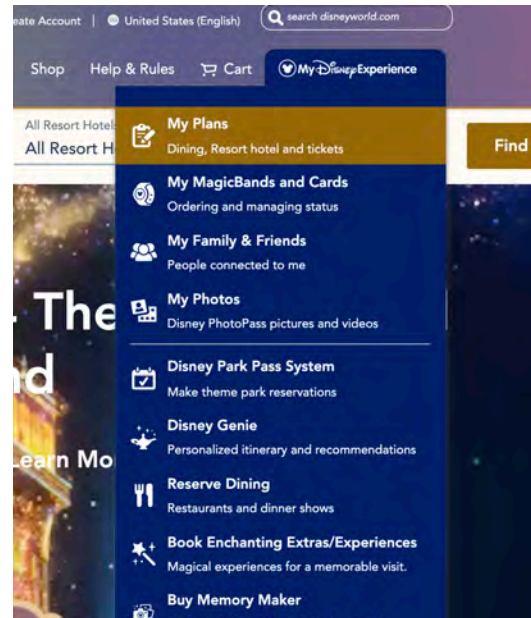 eate Account | United States (English) search disneyworld.com
Shop Help & Rules Cart My Disney Experience
All Resort Hotels
All Resort H
Find
My Plans
Dining, Resort hotel and tickets
My MagicBands and Cards
Ordering and managing status
My Family & Friends
People connected to me
My Photos
Disney PhotoPass pictures and videos
- The
nd
Learn Mo
Disney Park Pass System
Make theme park reservations
Disney Genie
Personalized itinerary and recommendations
Reserve Dining
Restaurants and dinner shows
Book Enchanting Extras/Experiences
Magical experiences for a memorable visit.
Buy Memory Maker